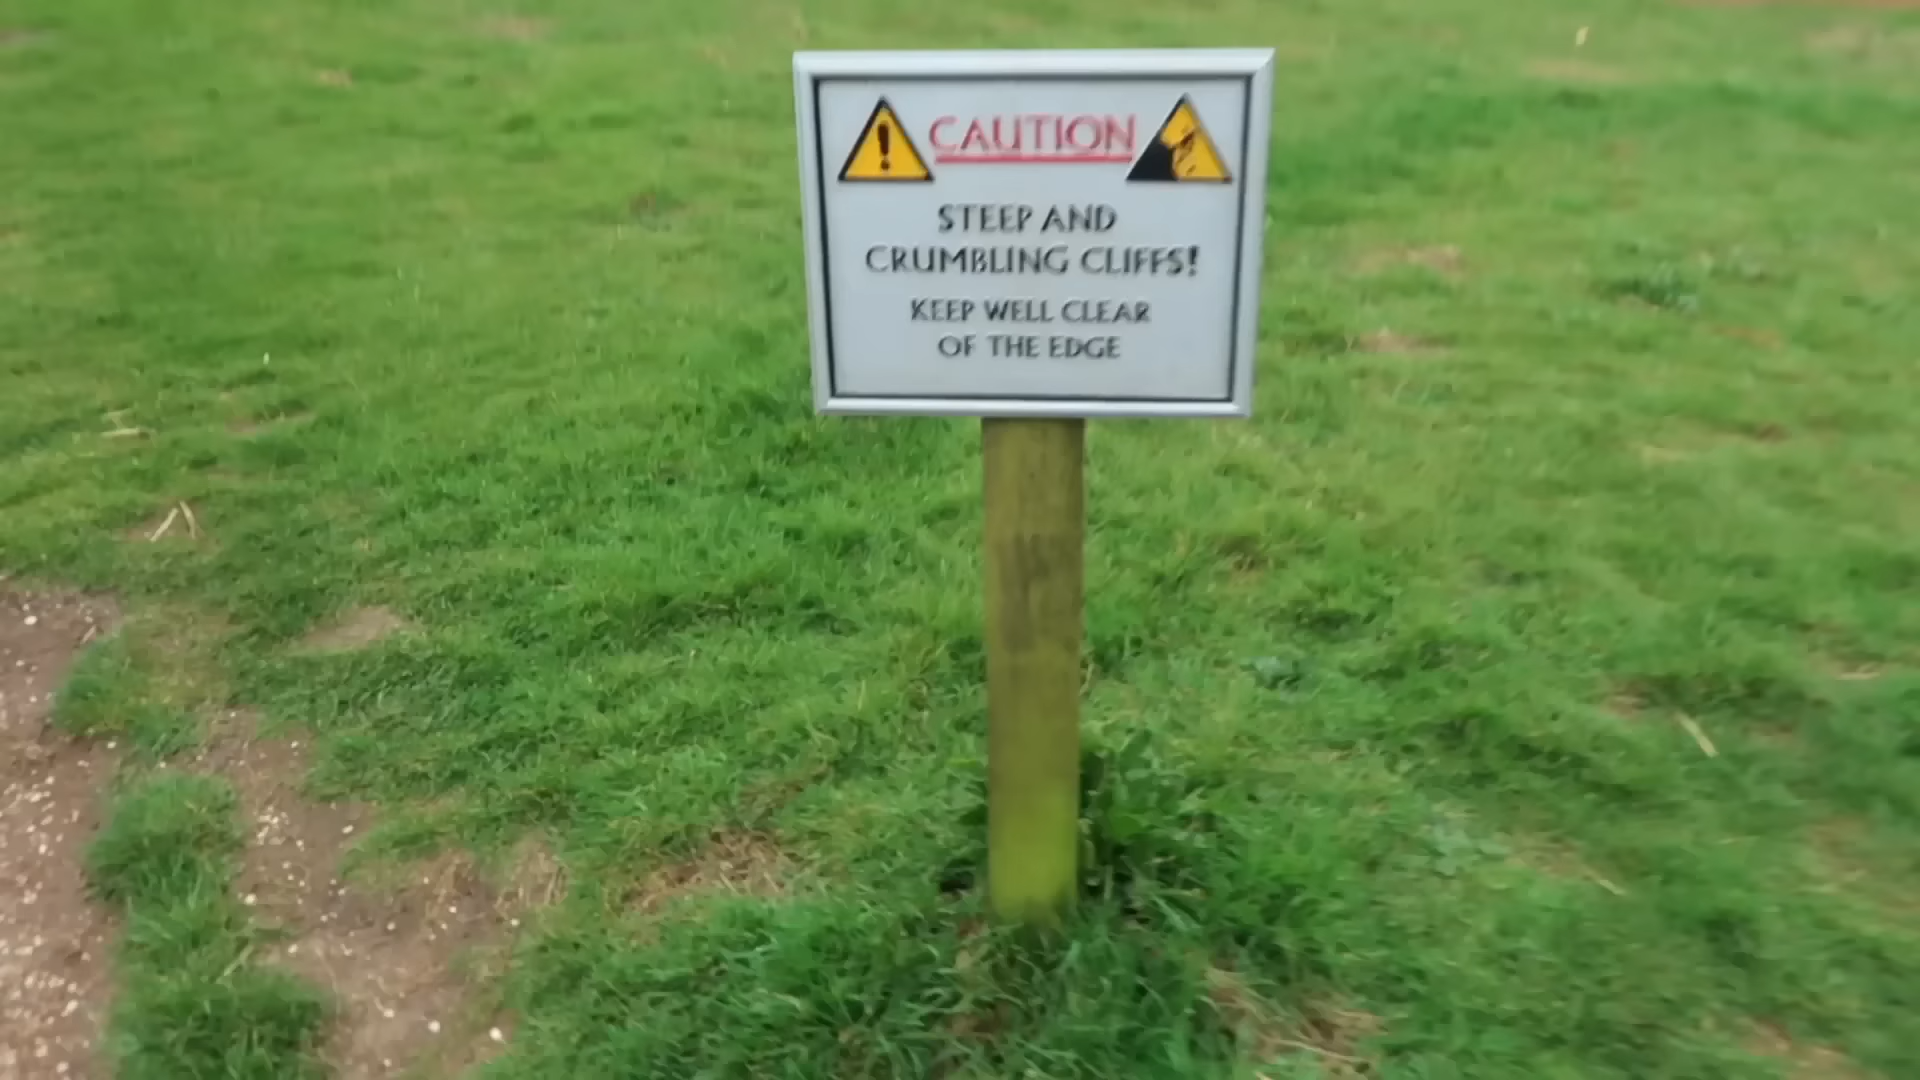 CAUTION
STEEP AND
CRUMBLING CLIFFS!
KEEP WELL CLEAR
OF THE EDGE